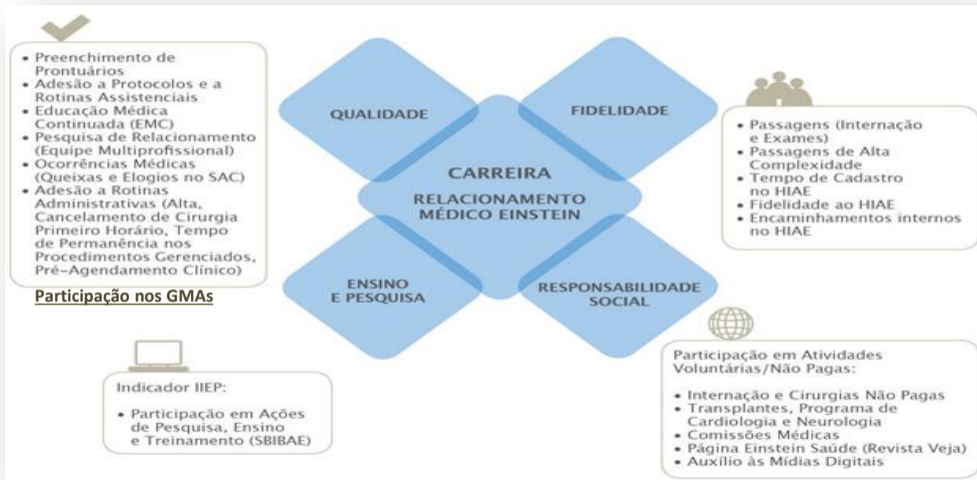 • Preenchimento de
Prontuários
• Adesão a Protocolos e a
Rotinas Assistenciais
• Educação Médica
Continuada (EMC)
• Pesquisa de Relacionamento
(Equipe Multiprofissional)
• Ocorrências Médicas
(Queixas e Elogios no SAC)
• Adesão a Rotinas
Administrativas (Alta,
Cancelamento de Cirurgia
Primeiro Horário, Tempo
de Permanência nos
Procedimentos Gerenciados,
Pré-Agendamento Clínico)
Participação nos GMAs
QUALIDADE
FIDELIDADE
CARREIRA
RELACIONAMENTO
MÉDICO EINSTEIN
ENSINO
E PESQUISA
RESPONSABILIDADE
SOCIAL
• Passagens (Internação
e Exames)
• Passagens de Alta
Complexidade
• Tempo de Cadastro
no HIAE
• Fidelidade ao HIAE
• Encaminhamentos internos
no HIAE
Indicador IIEP:
• Participação em Ações
de Pesquisa, Ensino
e Treinamento (SBIBAE)
Participação em Atividades
Voluntárias/Não Pagas:
• Internação e Cirurgias Não Pagas
• Transplantes, Programa de
Cardiologia e Neurologia
• Comissões Médicas
• Página Einstein Saúde (Revista Veja)
• Auxílio às Mídias Digitais